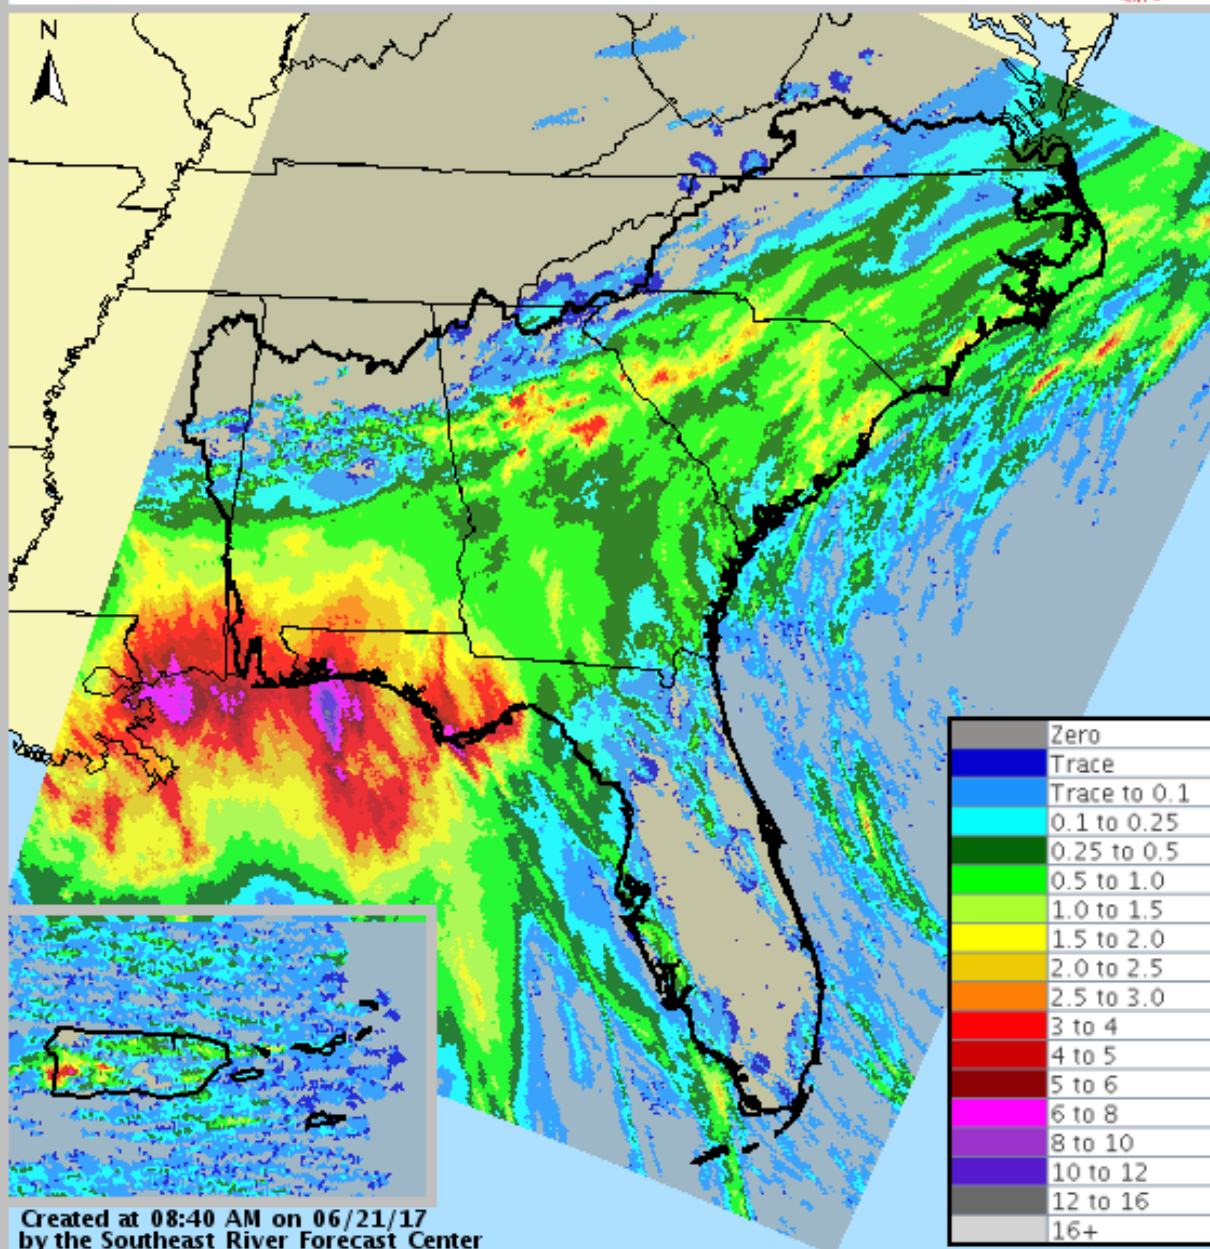 N
Zero
Trace
Trace to 0.1
0.1 to 0.25
0.25 to 0.5
0.5 to 1.0
1.0 to 1.5
1.5 to 2.0
2.0 to 2.5
2.5 to 3.0
3 to 4
4 to 5
5 to 6
6 to 8
8 to 10
10 to 12
12 to 16
16+
Created at 08:40 AM on 06/21/17
by the Southeast River Forecast Center